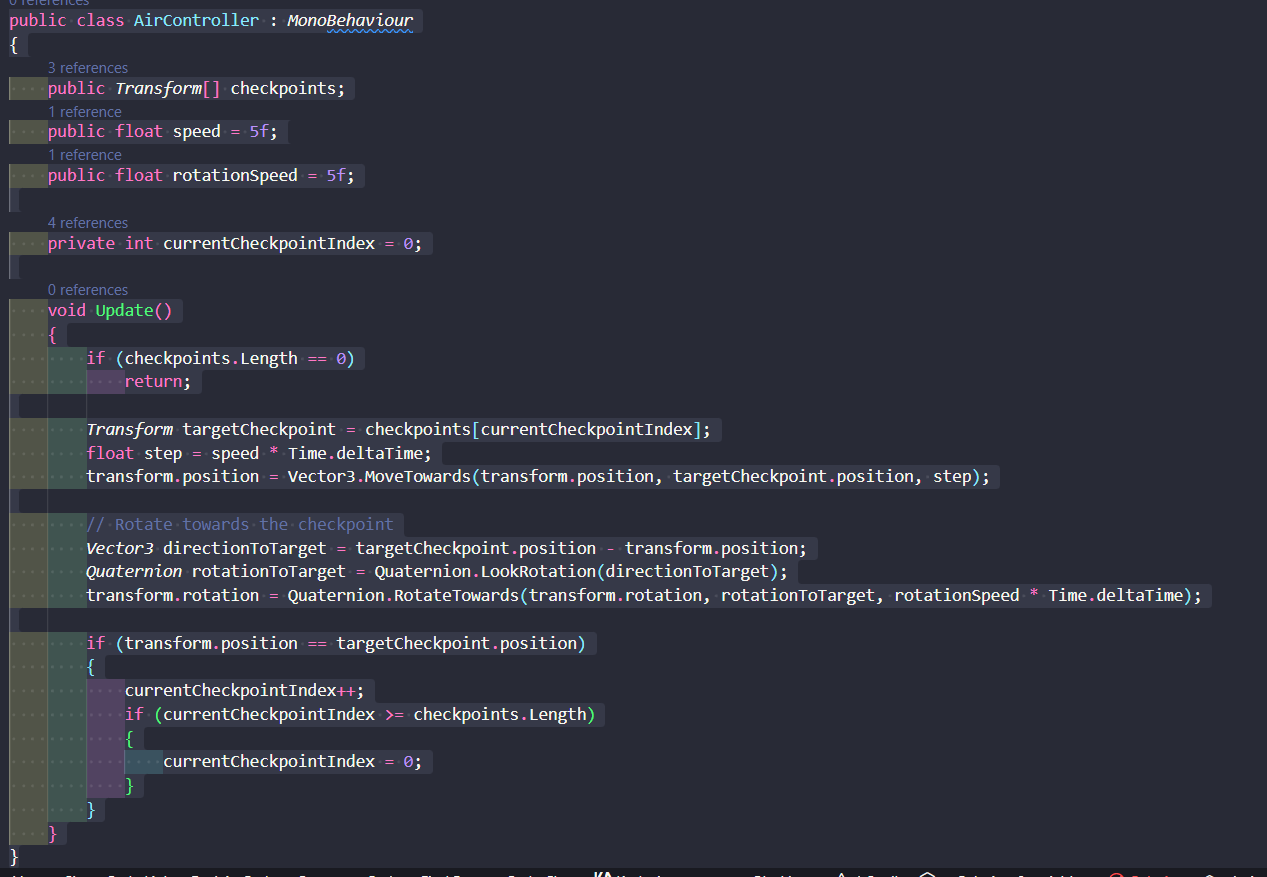 0 references
public class AirController : MonoBehaviour
{
3 references
public Transform[] checkpoints;
1 reference
public float speed = 5f;
1 reference
public float rotationSpeed = 5f;
4 references
private int currentCheckpointIndex = 0;
0 references
void Update()
{
if (checkpoints.Length == 0)
return;
Transform targetCheckpoint = checkpoints[currentCheckpointIndex];
float step = speed * Time.deltaTime;
transform.position = Vector3.MoveTowards(transform.position, targetCheckpoint.position, step);
// Rotate towards the checkpoint
Vector3 directionToTarget = targetCheckpoint.position - transform.position;
Quaternion rotationToTarget = Quaternion.LookRotation(directionToTarget);
transform.rotation = Quaternion.RotateTowards(transform.rotation, rotationToTarget, rotationSpeed * Time.deltaTime);
if (transform.position == targetCheckpoint.position)
{
currentCheckpointIndex++;
if (currentCheckpointIndex >= checkpoints.Length)
{
currentCheckpointIndex = 0;
}
}
}
}